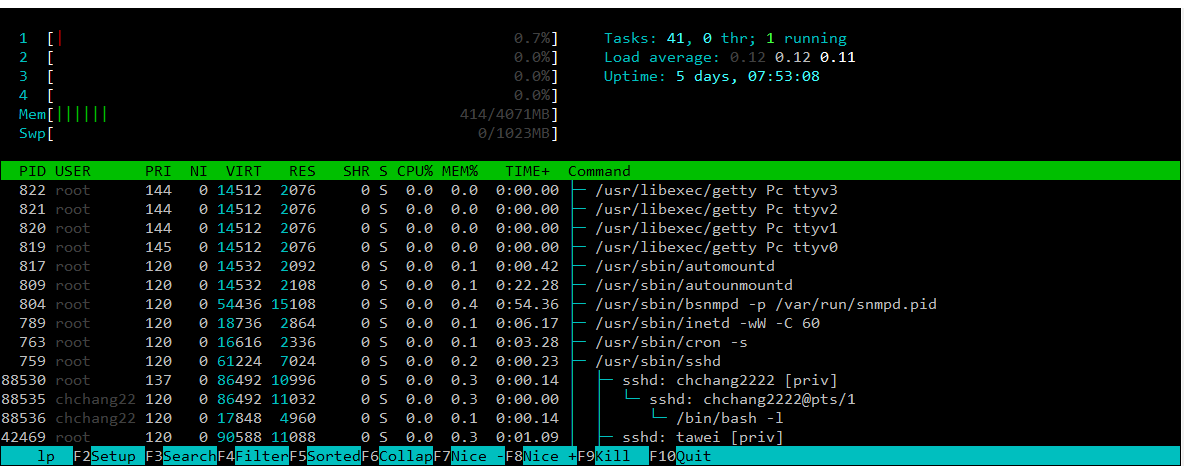 1 [| 0.7%] Tasks: 41, 0 thr; 1 running
2 [ 0.0%] Load average: 0.12 0.12 0.11
3 [ 0.0%] Uptime: 5 days, 07:53:08
4 [ 0.0%]
Mem[|||||| 414/4071MB]
Swp[ 0/1023MB]
PID USER PRI NI VIRT RES SHR S CPU% MEM% TIME+ Command
822 root 144 0 14512 2076 0 S 0.0 0.0 0:00.00 ├─ /usr/libexec/getty Pc ttyv3
821 root 144 0 14512 2076 0 S 0.0 0.0 0:00.00 ├─ /usr/libexec/getty Pc ttyv2
820 root 144 0 14512 2076 0 S 0.0 0.0 0:00.00 ├─ /usr/libexec/getty Pc ttyv1
819 root 145 0 14512 2076 0 S 0.0 0.0 0:00.00 ├─ /usr/libexec/getty Pc ttyv0
817 root 120 0 14532 2092 0 S 0.0 0.1 0:00.42 ├─ /usr/sbin/automountd
809 root 120 0 14532 2108 0 S 0.0 0.1 0:22.28 ├─ /usr/sbin/autounmountd
804 root 120 0 54436 15108 0 S 0.0 0.4 0:54.36 ├─ /usr/sbin/bsnmpd -p /var/run/snmpd.pid
789 root 120 0 18736 2864 0 S 0.0 0.1 0:06.17 ├─ /usr/sbin/inetd -wW -C 60
763 root 120 0 16616 2336 0 S 0.0 0.1 0:03.28 ├─ /usr/sbin/cron -s
759 root 120 0 61224 7024 0 S 0.0 0.2 0:00.23 ├─ /usr/sbin/sshd
88530 root 137 0 86492 10996 0 S 0.0 0.3 0:00.14 │ ├─ sshd: chchang2222 [priv]
88535 chchang22 120 0 86492 11032 0 S 0.0 0.3 0:00.00 │ │ └─ sshd: chchang2222@pts/1
88536 chchang22 120 0 17848 4960 0 S 0.0 0.1 0:00.14 │ │ └─ /bin/bash -l
42469 root 120 0 90588 11088 0 S 0.0 0.3 0:01.09 │ ├─ sshd: tawei [priv]
lp F2Setup F3SearchF4FilterF5SortedF6CollapF7Nice -F8Nice +F9Kill F10Quit